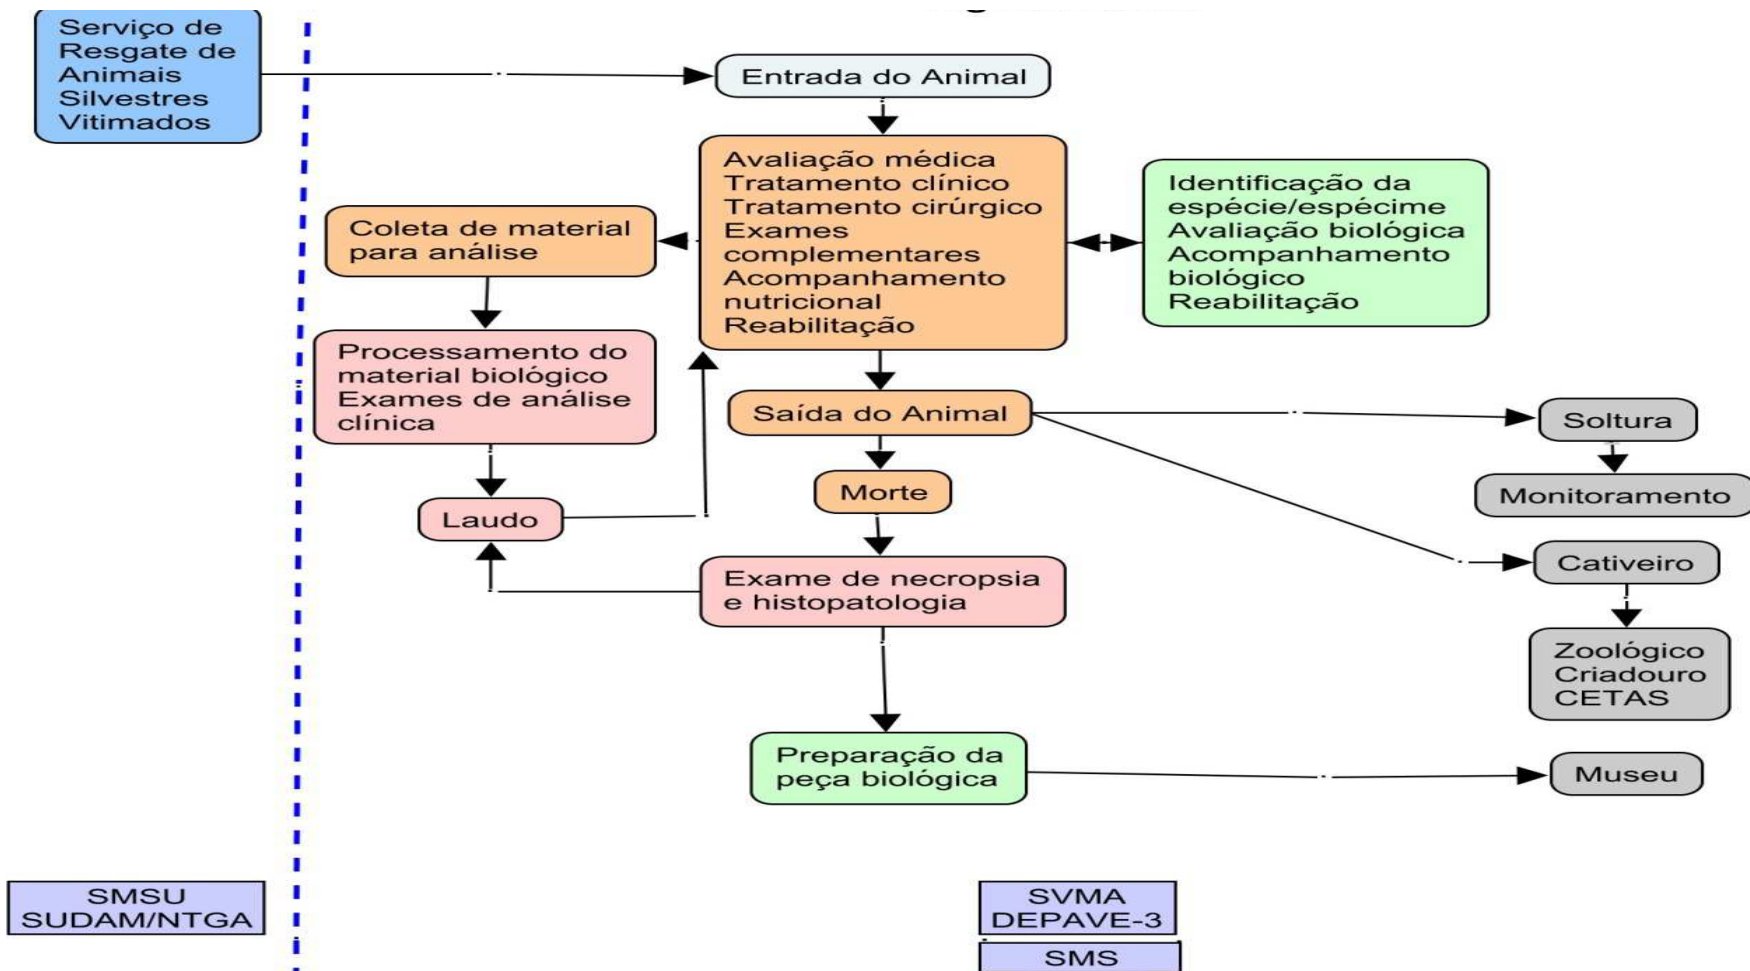 Serviço de
Resgate de
Animais
Silvestres
Vitimados
Entrada do Animal
Avaliação médica
Tratamento clínico
Tratamento cirúrgico
Exames
complementares
Acompanhamento
nutricional
Reabilitação
Identificação da
espécie/espécime
Avaliação biológica
Acompanhamento
biológico
Reabilitação
Coleta de material
para análise
Processamento do
material biológico
Exames de análise
clínica
Laudo
Saída do Animal
Morte
Exame de necropsia
e histopatologia
Preparação da
peça biológica
Soltura
Monitoramento
Cativeiro
Zoológico
Criadouro
CETAS
Museu
SMSU
SUDAM/NTGA
SVMA
DEPAVE-3
SMS